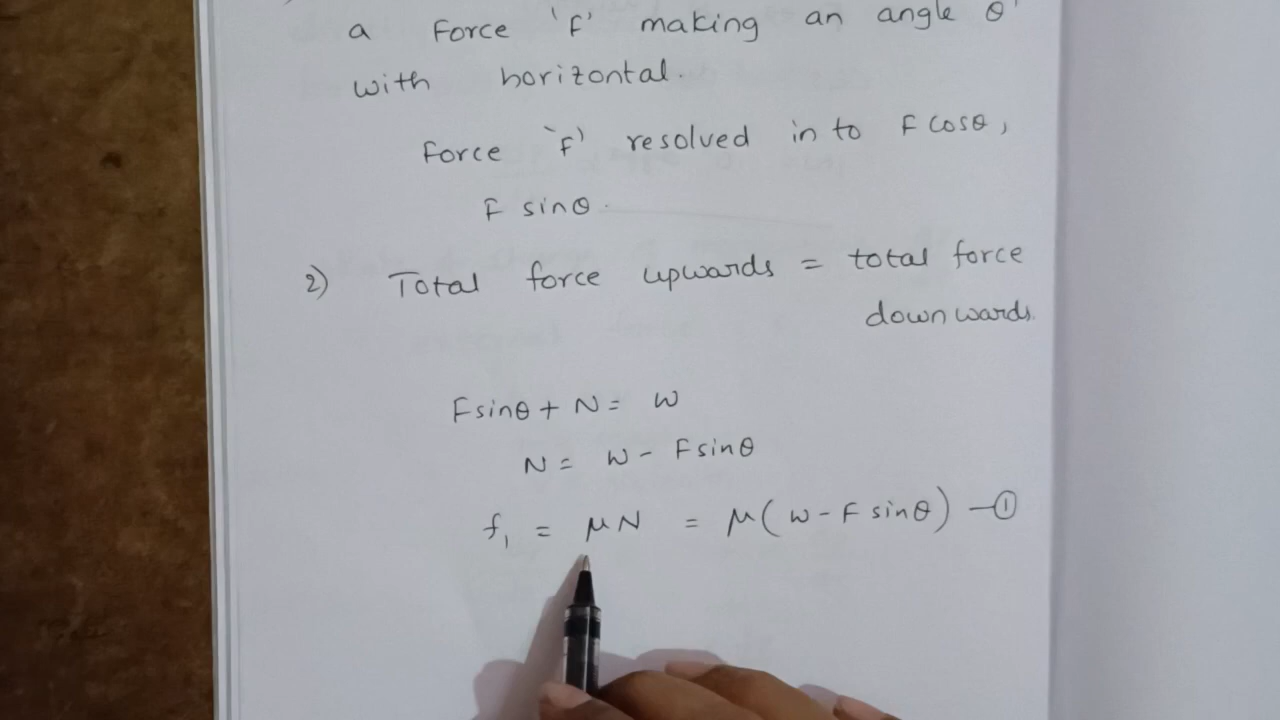 a Force 'F' making an angle 'θ'
with horizontal.
Force 'F' resolved in to F cosθ,
F sinθ.
2) Total force upwards = total force
downwards.
Fsinθ + N = W
N = W - Fsinθ
f₁ = μN = μ(W - F sinθ) —①